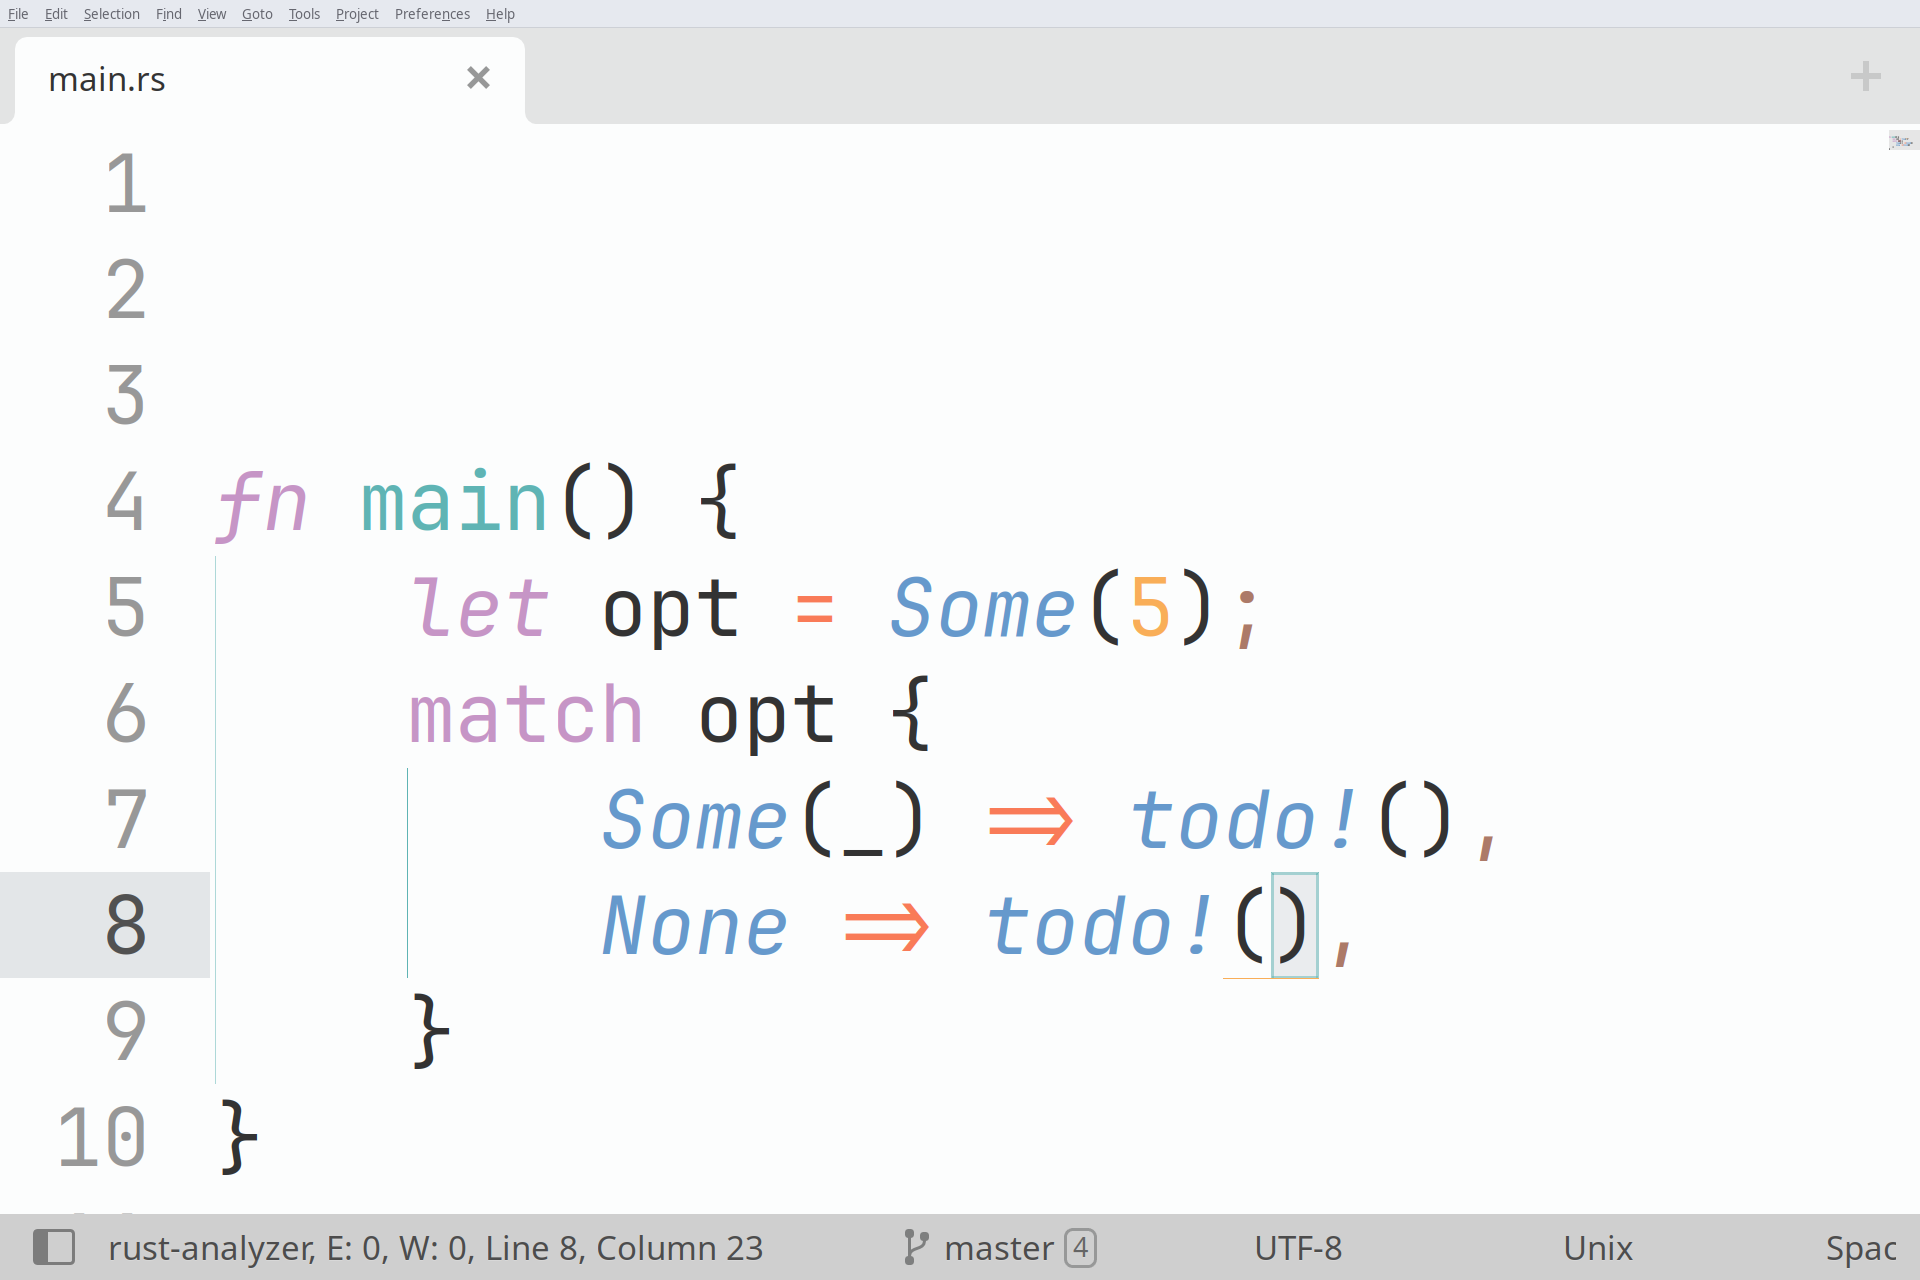 File Edit Selection Find View Goto Tools Project Preferences Help
main.rs
1
2
3
4 fn main() {
5     let opt = Some(5);
6     match opt {
7         Some(_) => todo!(),
8         None => todo!(),
9     }
10 }
rust-analyzer, E: 0, W: 0, Line 8, Column 23 master 4 UTF-8 Unix Spac